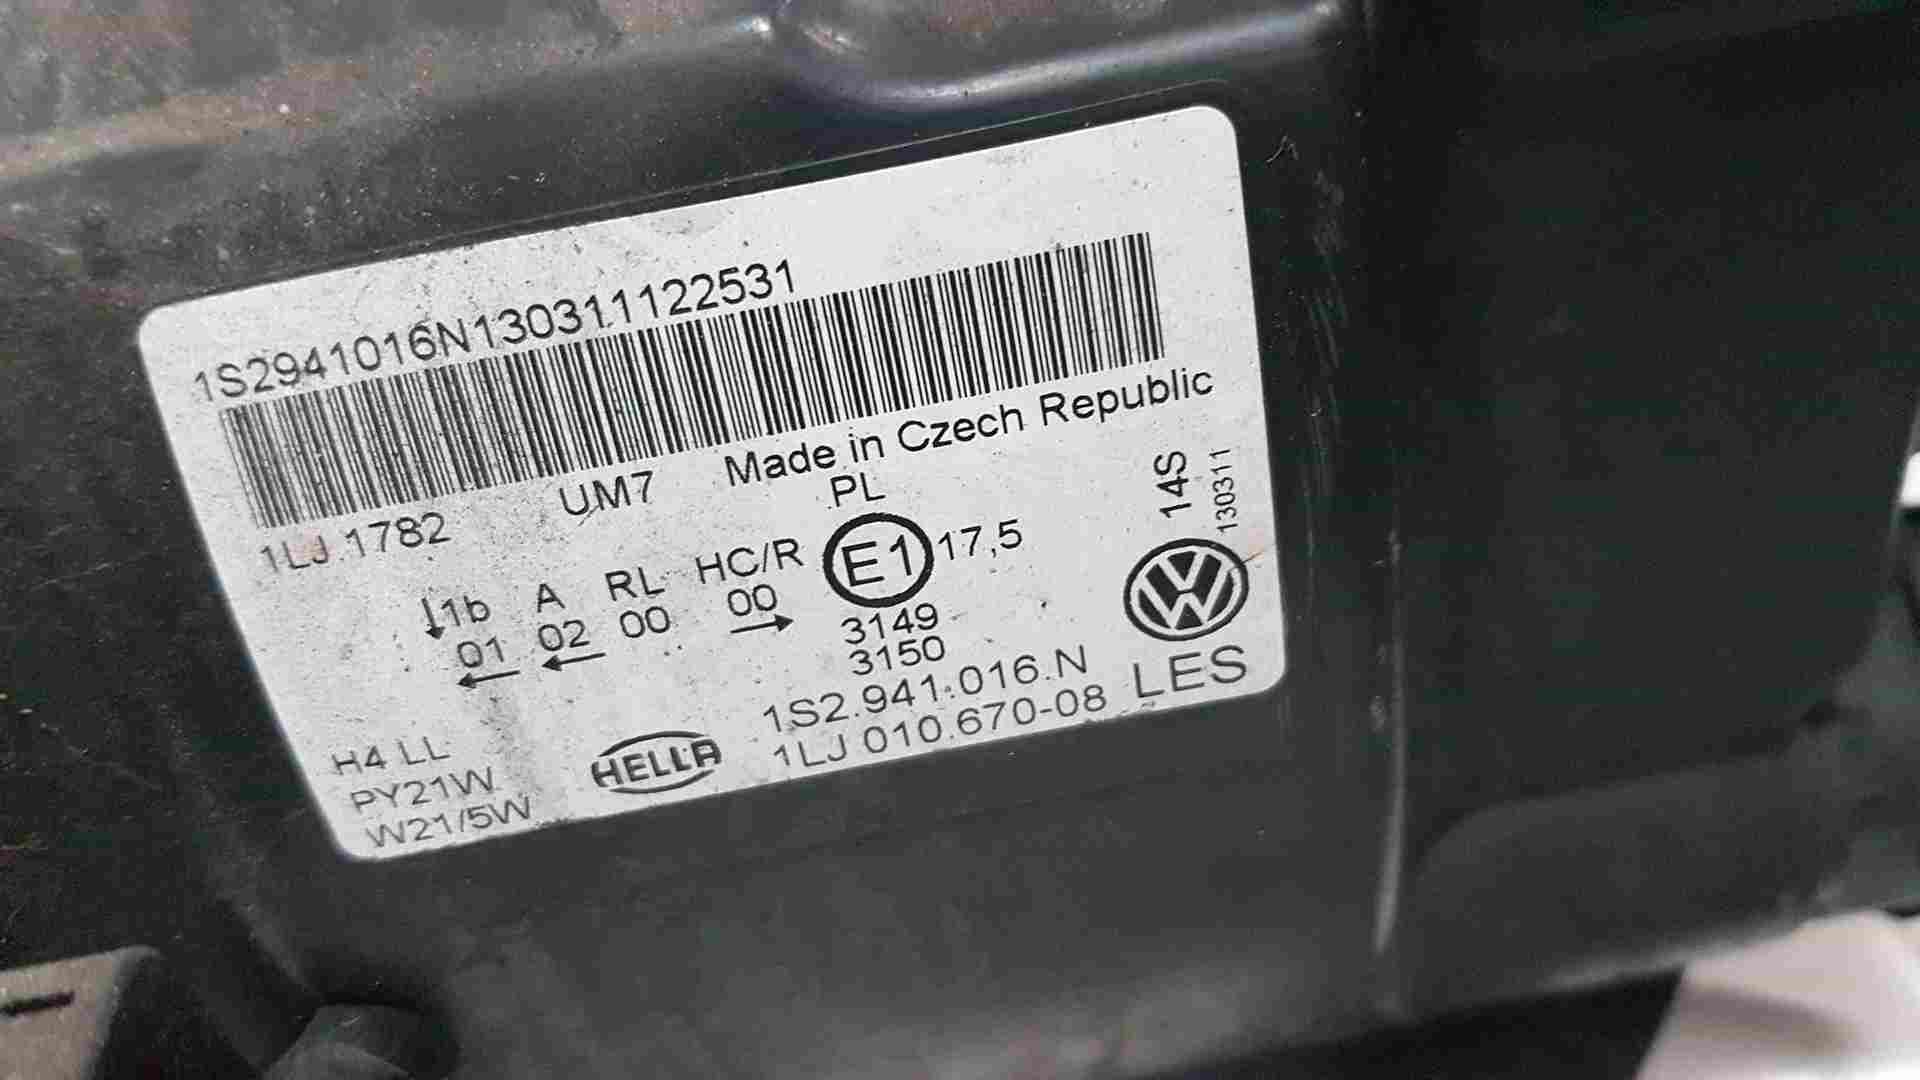 1S2941016N130311122531
Made in Czech Republic
1LJ.1782 UM7 PL
14S
130311
↓1b A RL HC/R E1 17,5
01 02 00 00
← ← →
3149
3150
1S2.941.016.N
1LJ 010.670-08 LES
H4 LL
PY21W
W21/5W
HELLA